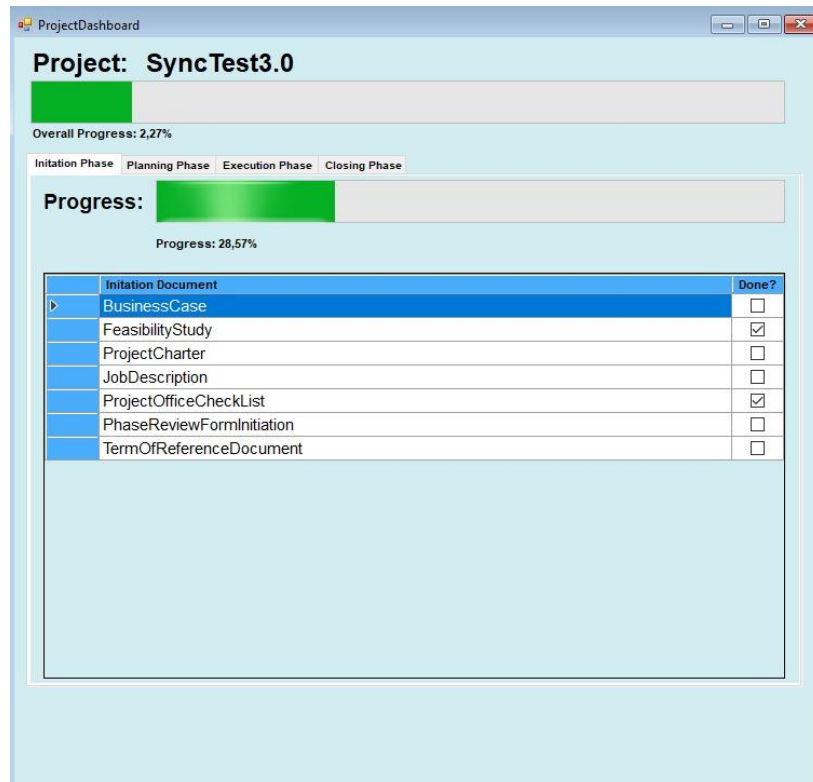 ProjectDashboard
Project: SyncTest3.0
Overall Progress: 2,27%
Initation Phase Planning Phase Execution Phase Closing Phase
Progress:
Progress: 28,57%
Initation Document Done?
BusinessCase
FeasibilityStudy
ProjectCharter
JobDescription
ProjectOfficeCheckList
PhaseReviewFormInitiation
TermOfReferenceDocument